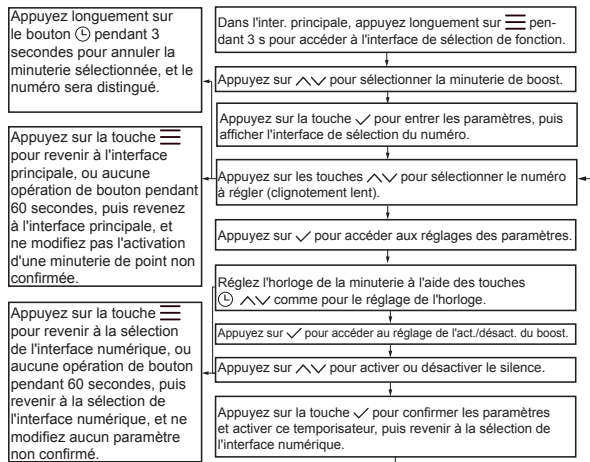 Appuyez longuement sur
le bouton pendant 3
secondes pour annuler la
minuterie sélectionnée, et le
numéro sera distingué.
Appuyez sur la touche
pour revenir à l'interface
principale, ou aucune
opération de bouton pendant
60 secondes, puis revenez
à l'interface principale, et
ne modifiez pas l'activation
d'une minuterie de point non
confirmée.
Appuyez sur la touche
pour revenir à la sélection
de l'interface numérique, ou
aucune opération de bouton
pendant 60 secondes, puis
revenir à la sélection de
l'interface numérique, et ne
modifiez aucun paramètre
non confirmé.
Dans l'inter. principale, appuyez longuement sur pen-
dant 3 s pour accéder à l'interface de sélection de fonction.
Appuyez sur pour sélectionner la minuterie de boost.
Appuyez sur la touche pour entrer les paramètres, puis
afficher l'interface de sélection du numéro.
Appuyez sur les touches pour sélectionner le numéro
à régler (clignotement lent).
Appuyez sur pour accéder aux réglages des paramètres.
Réglez l'horloge de la minuterie à l'aide des touches
comme pour le réglage de l'horloge.
Appuyez sur pour accéder au réglage de l'act./désact. du boost.
Appuyez sur pour activer ou désactiver le silence.
Appuyez sur la touche pour confirmer les paramètres
et activer ce temporisateur, puis revenir à la sélection de
l'interface numérique.